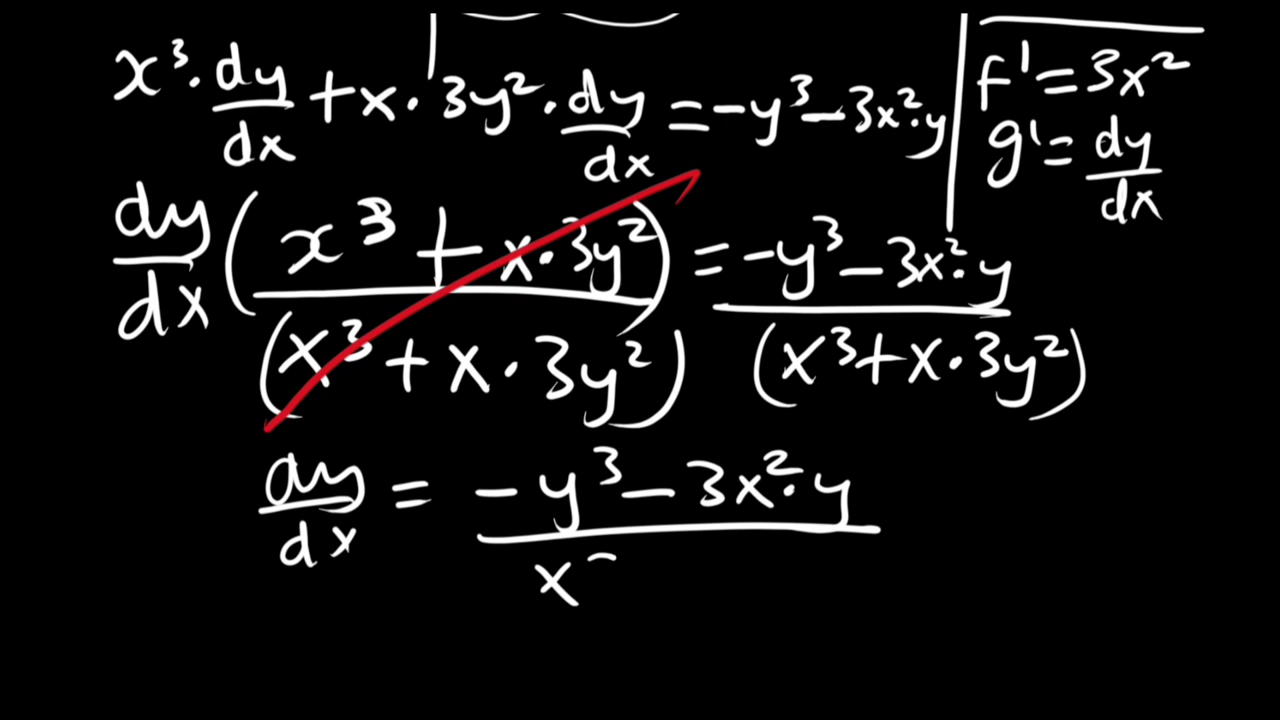 x³·dy/dx + x·3y²·dy/dx = -y³ - 3x²·y
f' = 3x²
g' = dy/dx
dy/dx (x³ + x·3y²)/(x³ + x·3y²) = (-y³ - 3x²·y)/(x³ + x·3y²)
dy/dx = (-y³ - 3x²·y)/x